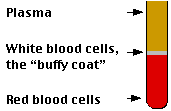 Plasma
White blood cells,
the “buffy coat”
Red blood cells